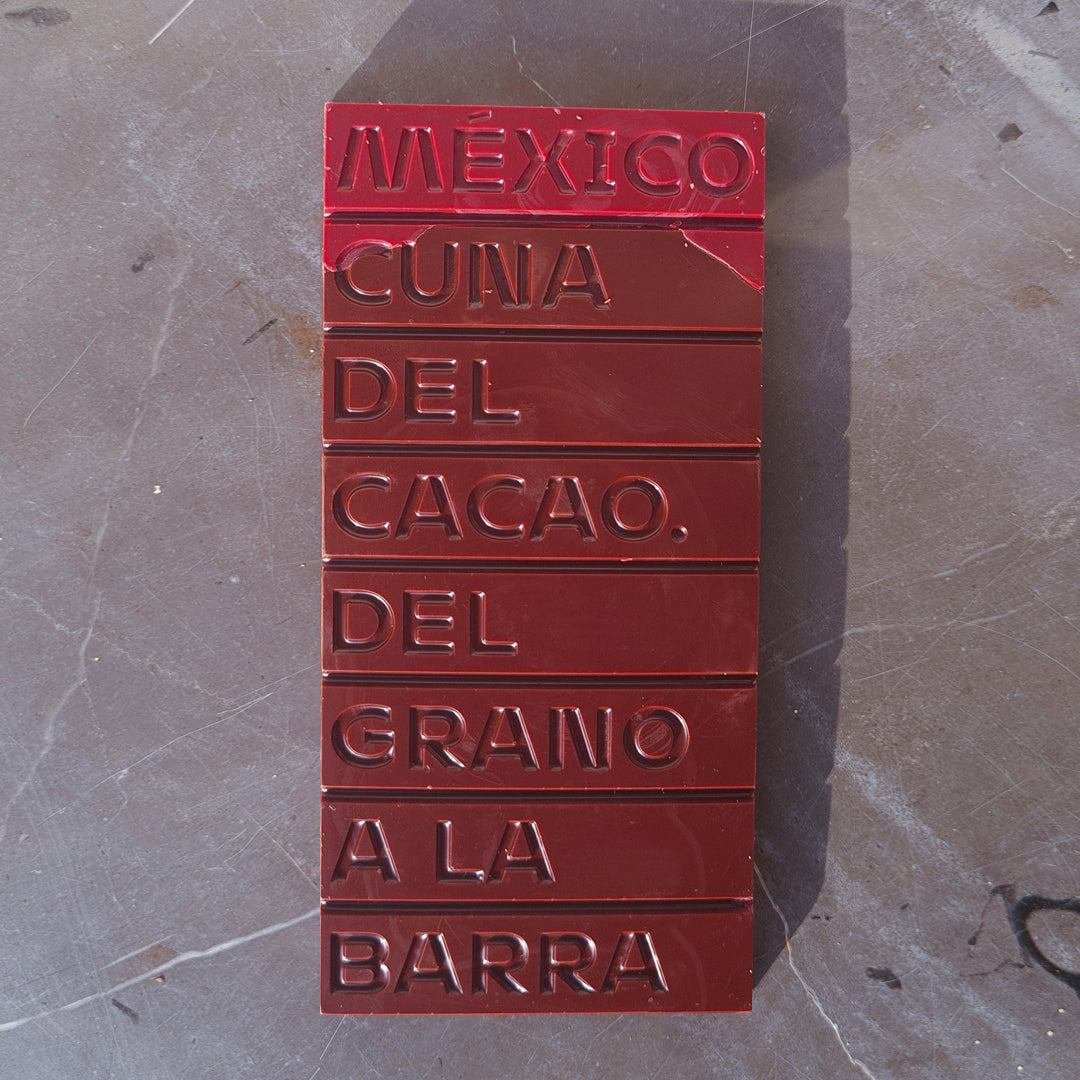 MÉXICO
CUNA
DEL
CACAO.
DEL
GRANO
A LA
BARRA